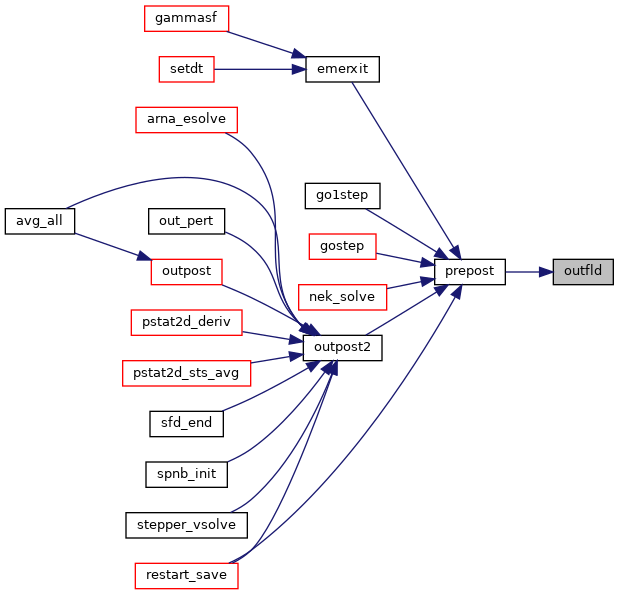 gammasf
setdt
emerxit
arna_esolve
go1step
avg_all
out_pert
gostep
outpost
prepost
outfld
nek_solve
pstat2d_deriv
outpost2
pstat2d_sts_avg
sfd_end
spnb_init
stepper_vsolve
restart_save